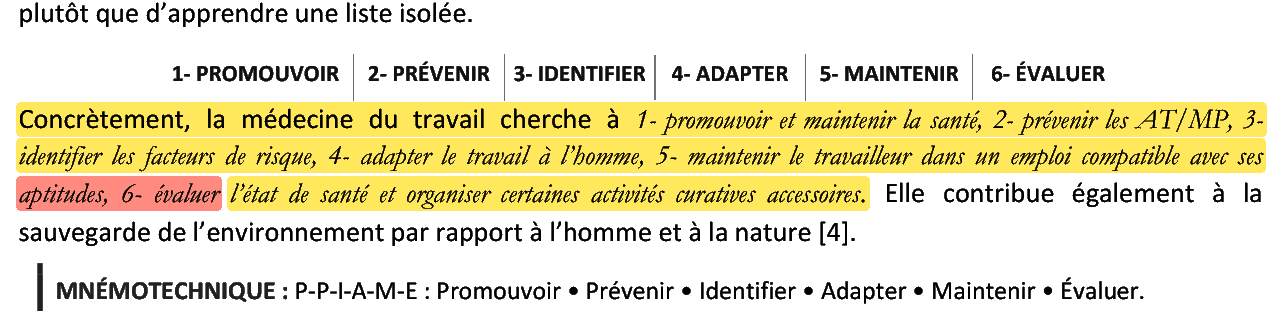 plutôt que d’apprendre une liste isolée.
1- PROMOUVOIR 2- PRÉVENIR 3- IDENTIFIER 4- ADAPTER 5- MAINTENIR 6- ÉVALUER
Concrètement, la médecine du travail cherche à 1- promouvoir et maintenir la santé, 2- prévenir les AT/MP, 3-
identifier les facteurs de risque, 4- adapter le travail à l’homme, 5- maintenir le travailleur dans un emploi compatible avec ses
aptitudes, 6- évaluer l’état de santé et organiser certaines activités curatives accessoires. Elle contribue également à la
sauvegarde de l’environnement par rapport à l’homme et à la nature [4].
MNÉMOTECHNIQUE : P-P-I-A-M-E : Promouvoir • Prévenir • Identifier • Adapter • Maintenir • Évaluer.